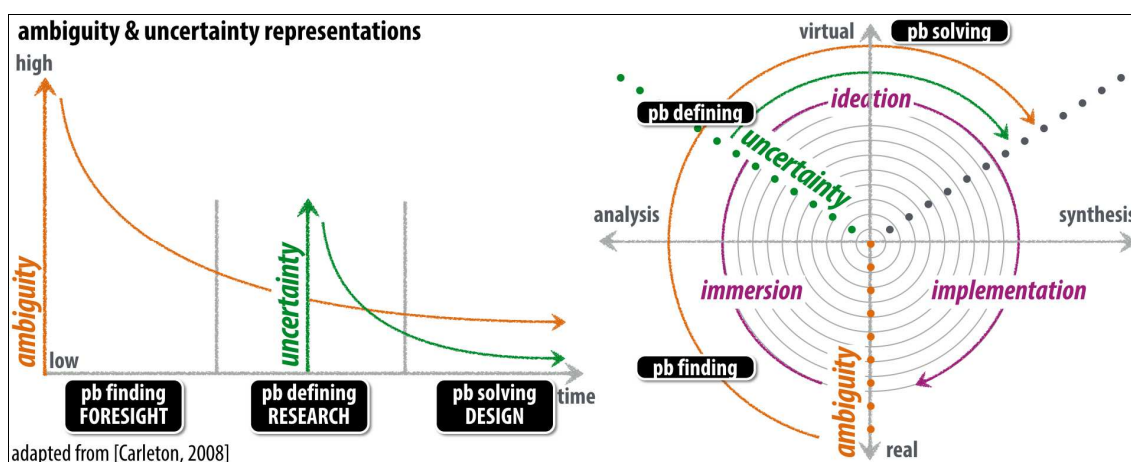 ambiguity & uncertainty representations
high
ambiguity
low
uncertainty
pb finding
FORESIGHT
pb defining
RESEARCH
pb solving
DESIGN
time
adapted from [Carleton, 2008]
virtual
pb solving
ideation
pb defining
uncertainty
analysis
synthesis
immersion
implementation
pb finding
ambiguity
real